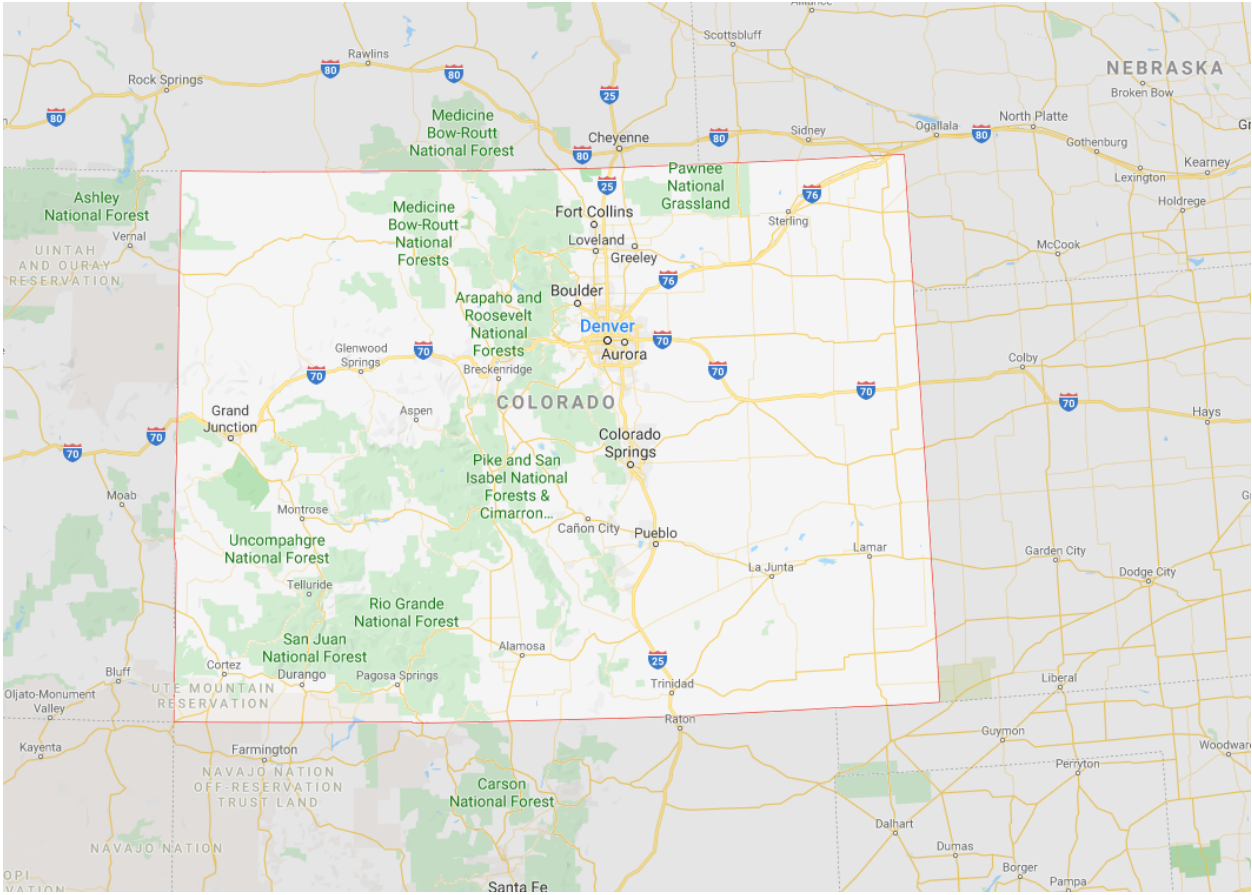 Alliance
Scottsbluff
Rawlins
NEBRASKA
80
80
Rock Springs
25
Broken Bow
80
Medicine
Bow-Routt
National Forest
Cheyenne
80
Sidney
Ogallala
80
North Platte
Gothenburg
80
Kearney
Lexington
Pawnee
National
Grassland
25
76
Ashley
National Forest
Medicine
Bow-Routt
National
Forests
Fort Collins
Sterling
Holdrege
Vernal
Loveland
Greeley
McCook
UINTAH
AND OURAY
RESERVATION
76
Boulder
Arapaho and
Roosevelt
National
Forests
Denver
Aurora
70
Glenwood
Springs
70
70
70
Breckenridge
Colby
70
70
COLORADO
Aspen
Grand
Junction
Hays
70
70
Colorado
Springs
Pike and San
Isabel National
Forests &
Cimarron...
Moab
Montrose
Cañon City
Pueblo
Uncompahgre
National Forest
Lamar
Garden City
La Junta
Dodge City
Telluride
Rio Grande
National Forest
San Juan
National Forest
Alamosa
25
Cortez
Durango
Pagosa Springs
Trinidad
Bluff
Liberal
UTE MOUNTAIN
RESERVATION
Oljato-Monument
Valley
Raton
Guymon
Kayenta
Farmington
Woodwar
Perryton
NAVAJO NATION
OFF-RESERVATION
TRUST LAND
Carson
National Forest
Dalhart
NAVAJO NATION
Dumas
Borger
OPI
VATION
Pampa
Santa Fe